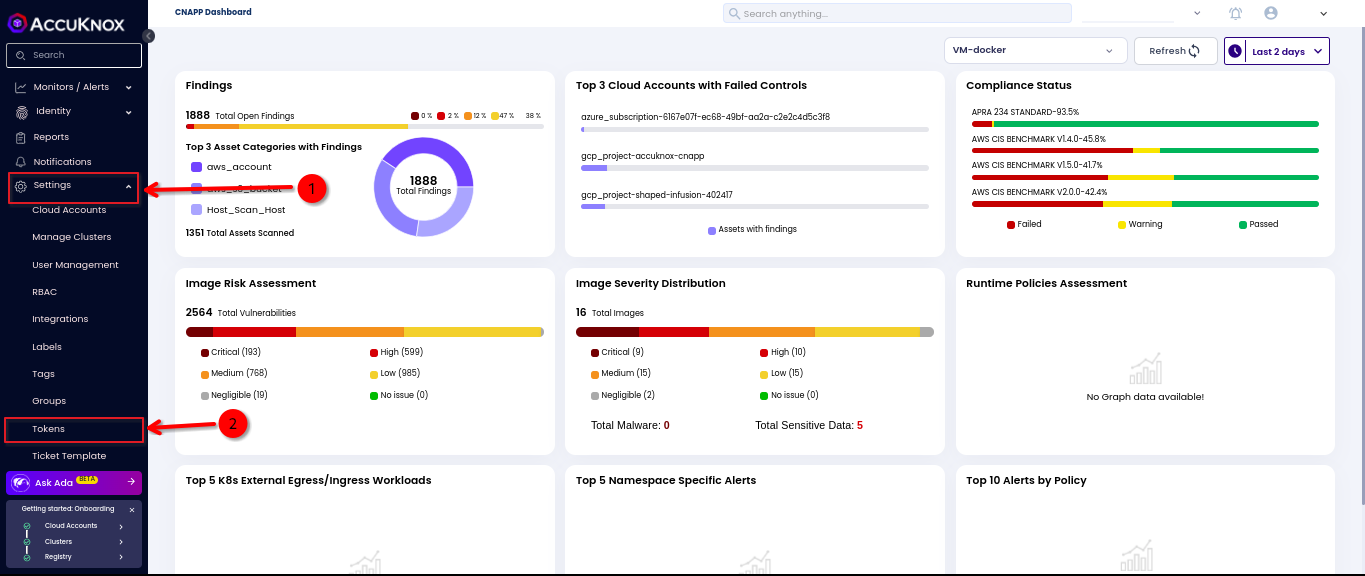 ACCUKNOX
Search
Monitors / Alerts
Identity
Reports
Notifications
Settings
Cloud Accounts
Manage Clusters
User Management
RBAC
Integrations
Labels
Tags
Groups
Tokens
Ticket Template
Ask Ada BETA
Getting started: Onboarding
Cloud Accounts
Clusters
Registry
1
2
CNAPP Dashboard
Search anything...
VM-docker
Refresh
Last 2 days
Findings
1888 Total Open Findings
0 % 2 % 12 % 47 % 38 %
Top 3 Asset Categories with Findings
aws_account
aws_s3_bucket
Host_Scan_Host
1888
Total Findings
1351 Total Assets Scanned
Top 3 Cloud Accounts with Failed Controls
azure_subscription-6167e07f-ec68-49bf-aa2a-c2e2c4d5c3f8
gcp_project-accuknox-cnapp
gcp_project-shaped-infusion-402417
Assets with findings
Compliance Status
APRA 234 STANDARD-93.5%
AWS CIS BENCHMARK V1.4.0-45.8%
AWS CIS BENCHMARK V1.5.0-41.7%
AWS CIS BENCHMARK V2.0.0-42.4%
Failed Warning Passed
Image Risk Assessment
2564 Total Vulnerabilities
Critical (193) High (599)
Medium (768) Low (985)
Negligible (19) No issue (0)
Image Severity Distribution
16 Total Images
Critical (9) High (10)
Medium (15) Low (15)
Negligible (2) No issue (0)
Total Malware: 0 Total Sensitive Data: 5
Runtime Policies Assessment
No Graph data available!
Top 5 K8s External Egress/Ingress Workloads
Top 5 Namespace Specific Alerts
Top 10 Alerts by Policy